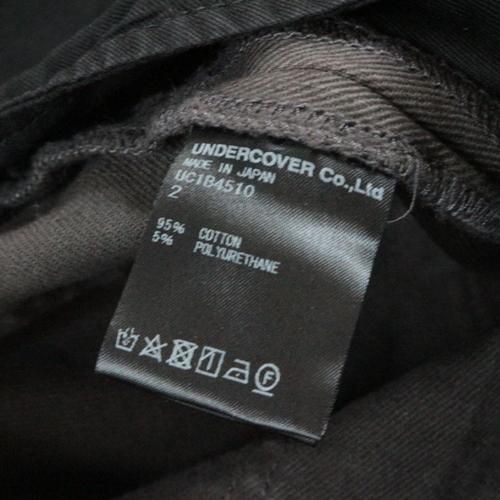 UNDERCOVER Co.,Ltd
MADE IN JAPAN
UC1B4510
2
95% COTTON
5% POLYURETHANE
F